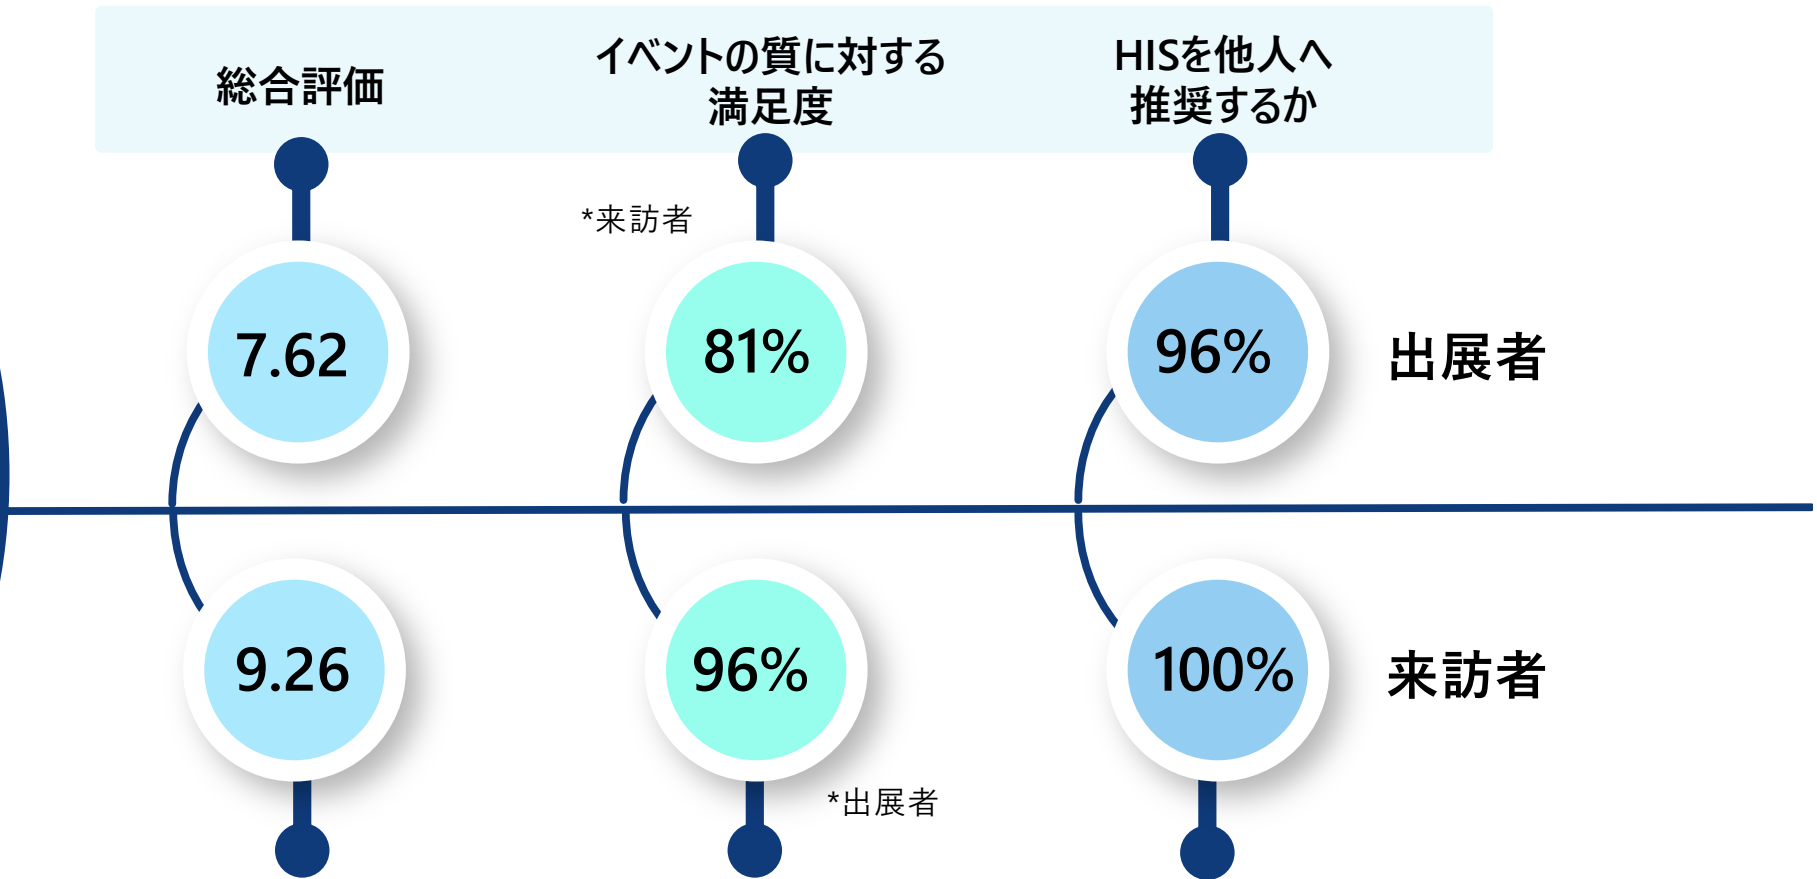 総合評価
イベントの質に対する
満足度
HISを他人へ
推奨するか
*来訪者
7.62
81%
96%
出展者
9.26
96%
100%
来訪者
*出展者